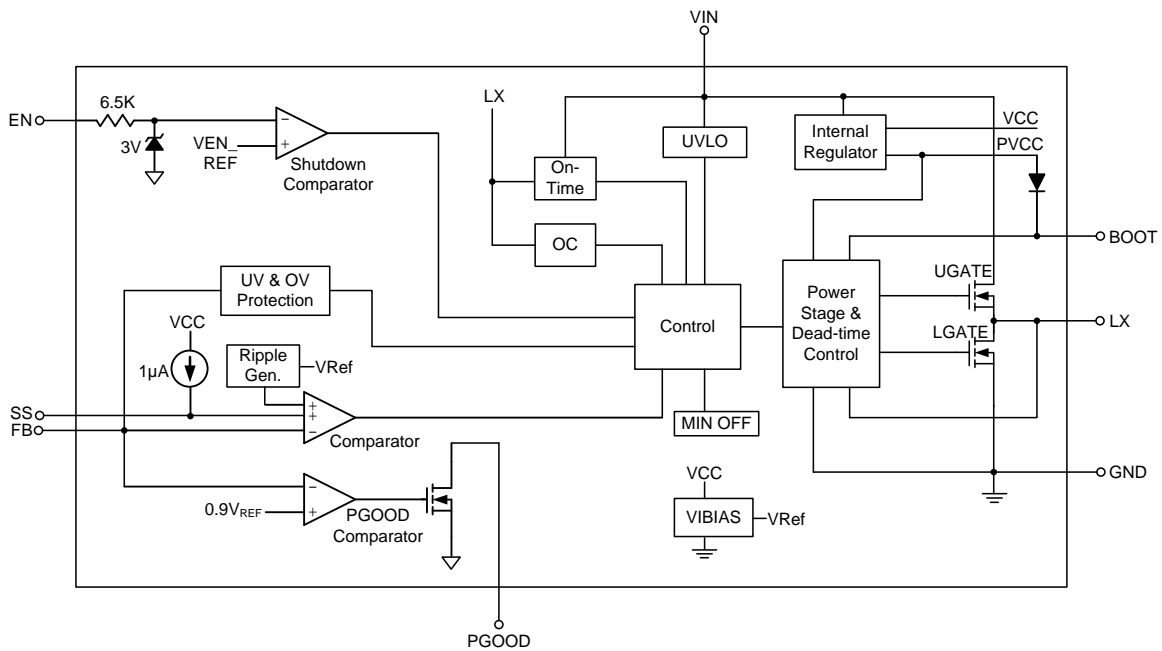 VIN
EN
6.5K
3V
VEN_
REF
Shutdown
Comparator
LX
On-
Time
OC
UVLO
Internal
Regulator
VCC
PVCC
BOOT
UV & OV
Protection
Control
Power
Stage &
Dead-time
Control
UGATE
LGATE
LX
VCC
1µA
Ripple
Gen.
VRef
SS
FB
Comparator
MIN OFF
0.9VREF
PGOOD
Comparator
VCC
VIBIAS
VRef
GND
PGOOD